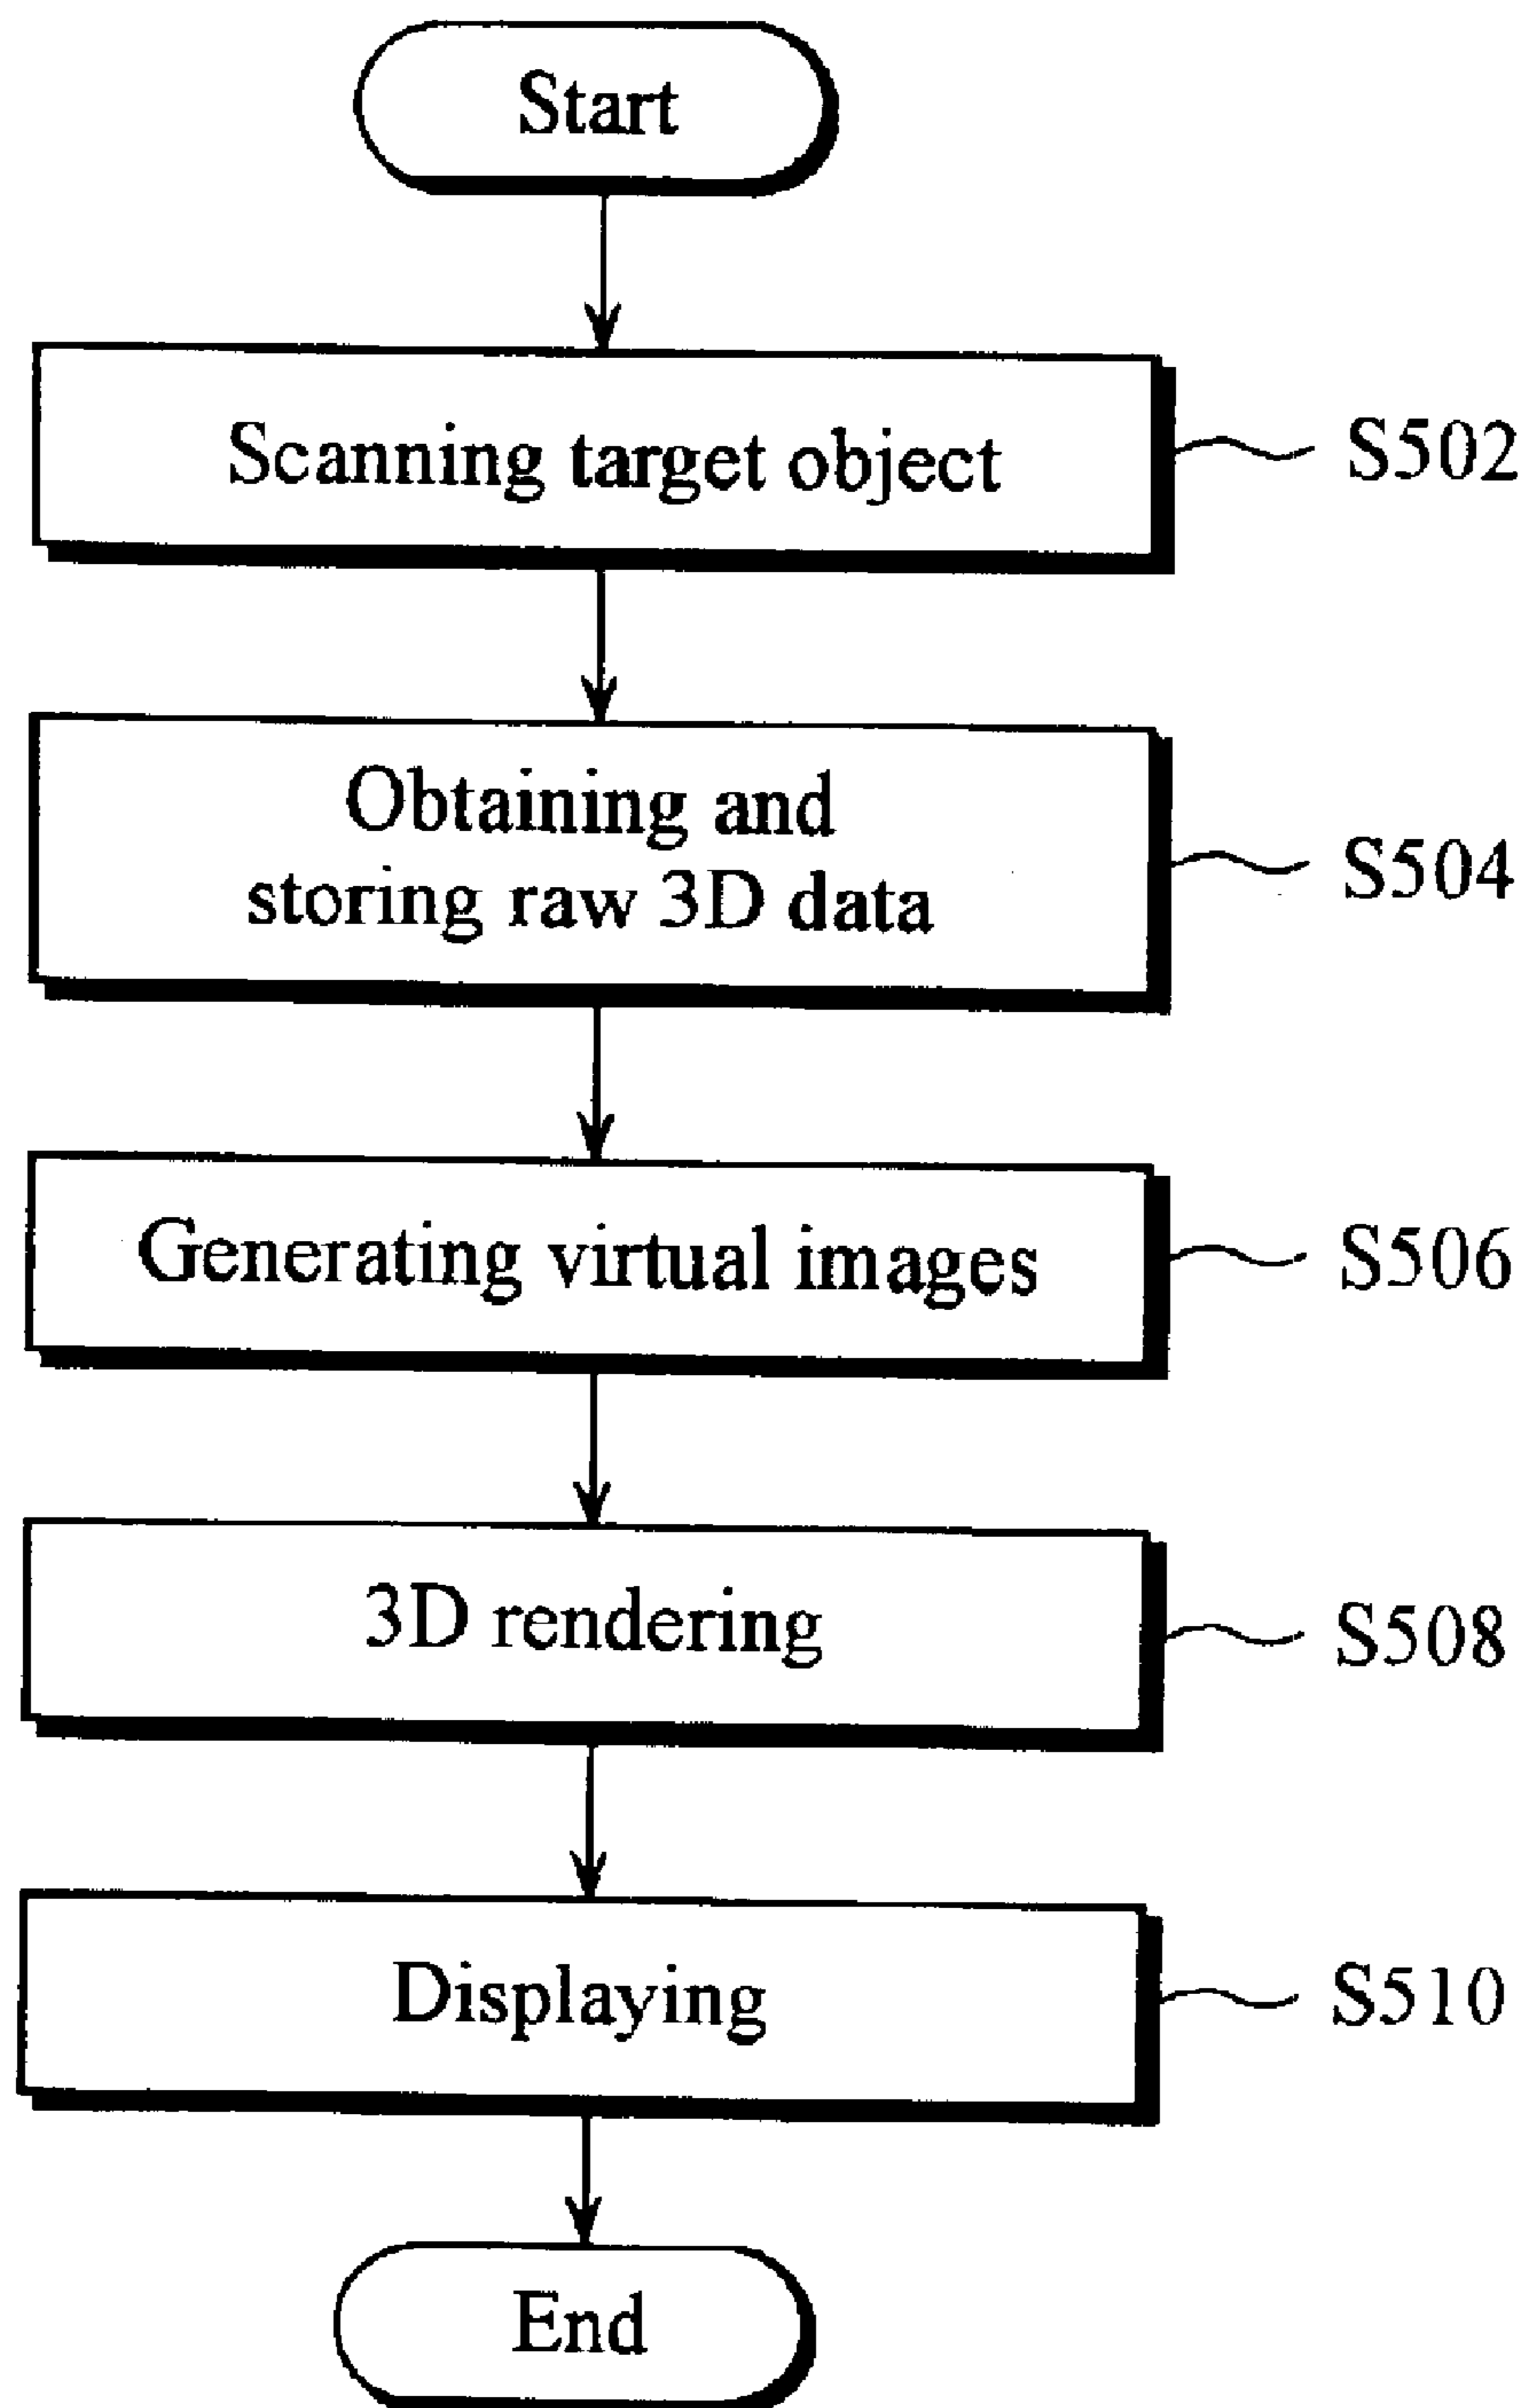 Start
Scanning target object
S502
Obtaining and
storing raw 3D data
S504
Generating virtual images
S506
3D rendering
S508
Displaying
S510
End